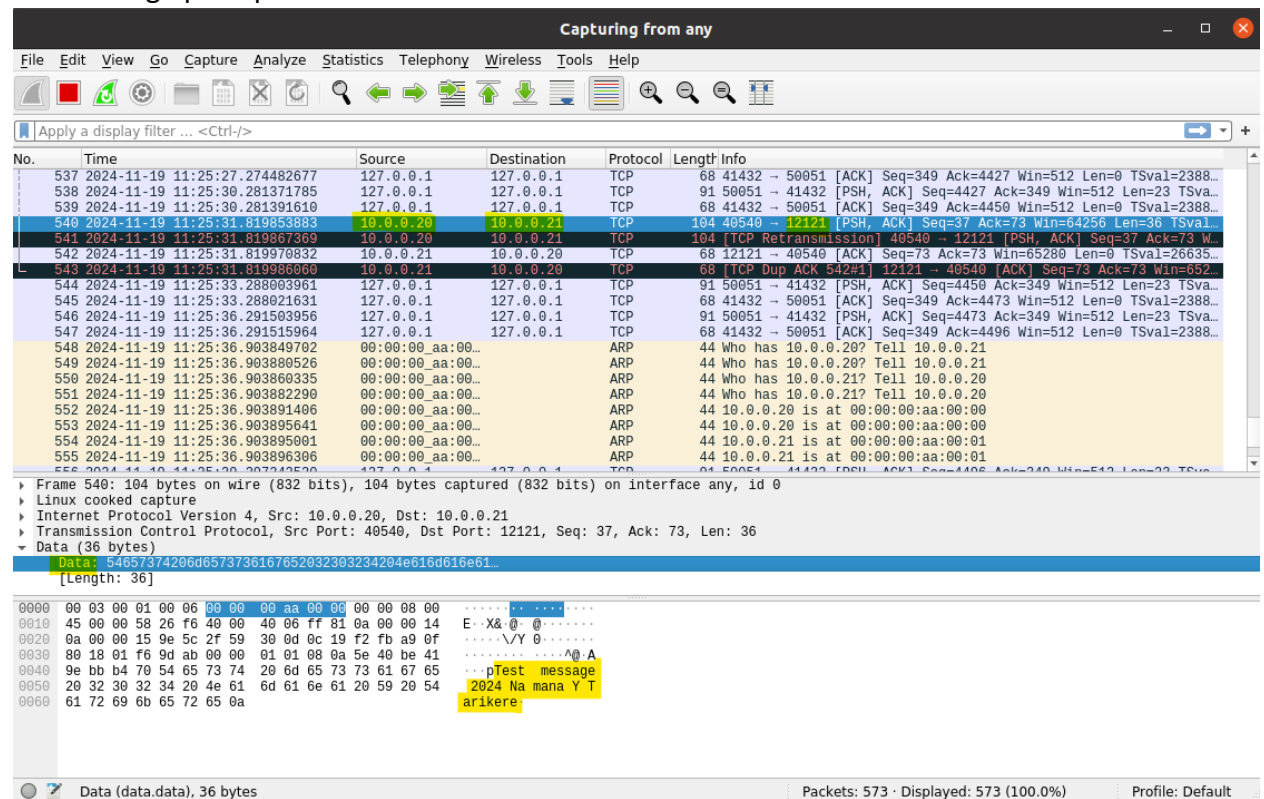 Capturing from any
File Edit View Go Capture Analyze Statistics Telephony Wireless Tools Help
Apply a display filter ... <Ctrl-/>
No. Time Source Destination Protocol Length Info
537 2024-11-19 11:25:27.274482677 127.0.0.1 127.0.0.1 TCP 68 41432 → 50051 [ACK] Seq=349 Ack=4427 Win=512 Len=0 TSval=2388…
538 2024-11-19 11:25:30.281371785 127.0.0.1 127.0.0.1 TCP 91 50051 → 41432 [PSH, ACK] Seq=4427 Ack=349 Win=512 Len=23 TSva…
539 2024-11-19 11:25:30.281391610 127.0.0.1 127.0.0.1 TCP 68 41432 → 50051 [ACK] Seq=349 Ack=4450 Win=512 Len=0 TSval=2388…
540 2024-11-19 11:25:31.819853883 10.0.0.20 10.0.0.21 TCP 104 40540 → 12121 [PSH, ACK] Seq=37 Ack=73 Win=64256 Len=36 TSval…
541 2024-11-19 11:25:31.819867369 10.0.0.20 10.0.0.21 TCP 104 [TCP Retransmission] 40540 → 12121 [PSH, ACK] Seq=37 Ack=73 W…
542 2024-11-19 11:25:31.819970832 10.0.0.21 10.0.0.20 TCP 68 12121 → 40540 [ACK] Seq=73 Ack=73 Win=65280 Len=0 TSval=26635…
543 2024-11-19 11:25:31.819986060 10.0.0.21 10.0.0.20 TCP 68 [TCP Dup ACK 542#1] 12121 → 40540 [ACK] Seq=73 Ack=73 Win=652…
544 2024-11-19 11:25:33.288003961 127.0.0.1 127.0.0.1 TCP 91 50051 → 41432 [PSH, ACK] Seq=4450 Ack=349 Win=512 Len=23 TSva…
545 2024-11-19 11:25:33.288021631 127.0.0.1 127.0.0.1 TCP 68 41432 → 50051 [ACK] Seq=349 Ack=4473 Win=512 Len=0 TSval=2388…
546 2024-11-19 11:25:36.291503956 127.0.0.1 127.0.0.1 TCP 91 50051 → 41432 [PSH, ACK] Seq=4473 Ack=349 Win=512 Len=23 TSva…
547 2024-11-19 11:25:36.291515964 127.0.0.1 127.0.0.1 TCP 68 41432 → 50051 [ACK] Seq=349 Ack=4496 Win=512 Len=0 TSval=2388…
548 2024-11-19 11:25:36.903849702 00:00:00_aa:00… ARP 44 Who has 10.0.0.20? Tell 10.0.0.21
549 2024-11-19 11:25:36.903880526 00:00:00_aa:00… ARP 44 Who has 10.0.0.20? Tell 10.0.0.21
550 2024-11-19 11:25:36.903860335 00:00:00_aa:00… ARP 44 Who has 10.0.0.21? Tell 10.0.0.20
551 2024-11-19 11:25:36.903882290 00:00:00_aa:00… ARP 44 Who has 10.0.0.21? Tell 10.0.0.20
552 2024-11-19 11:25:36.903891406 00:00:00_aa:00… ARP 44 10.0.0.20 is at 00:00:00:aa:00:00
553 2024-11-19 11:25:36.903895641 00:00:00_aa:00… ARP 44 10.0.0.20 is at 00:00:00:aa:00:00
554 2024-11-19 11:25:36.903895001 00:00:00_aa:00… ARP 44 10.0.0.21 is at 00:00:00:aa:00:01
555 2024-11-19 11:25:36.903896306 00:00:00_aa:00… ARP 44 10.0.0.21 is at 00:00:00:aa:00:01
Frame 540: 104 bytes on wire (832 bits), 104 bytes captured (832 bits) on interface any, id 0
Linux cooked capture
Internet Protocol Version 4, Src: 10.0.0.20, Dst: 10.0.0.21
Transmission Control Protocol, Src Port: 40540, Dst Port: 12121, Seq: 37, Ack: 73, Len: 36
Data (36 bytes)
Data: 54657374206d6573736167652032303234204e616d616e61…
[Length: 36]
0000 00 03 00 01 00 06 00 00 00 aa 00 00 00 00 08 00 ········ ········
0010 45 00 00 58 26 f6 40 00 40 06 ff 81 0a 00 00 14 E··X&·@· @·······
0020 0a 00 00 15 9e 5c 2f 59 30 0d 0c 19 f2 fb a9 0f ·····\/Y 0·······
0030 80 18 01 f6 9d ab 00 00 01 01 08 0a 5e 40 be 41 ········ ····^@·A
0040 9e bb b4 70 54 65 73 74 20 6d 65 73 73 61 67 65 ···pTest message
0050 20 32 30 32 34 20 4e 61 6d 61 6e 61 20 59 20 54 2024 Na mana Y T
0060 61 72 69 6b 65 72 65 0a arikere·
Data (data.data), 36 bytes Packets: 573 · Displayed: 573 (100.0%) Profile: Default